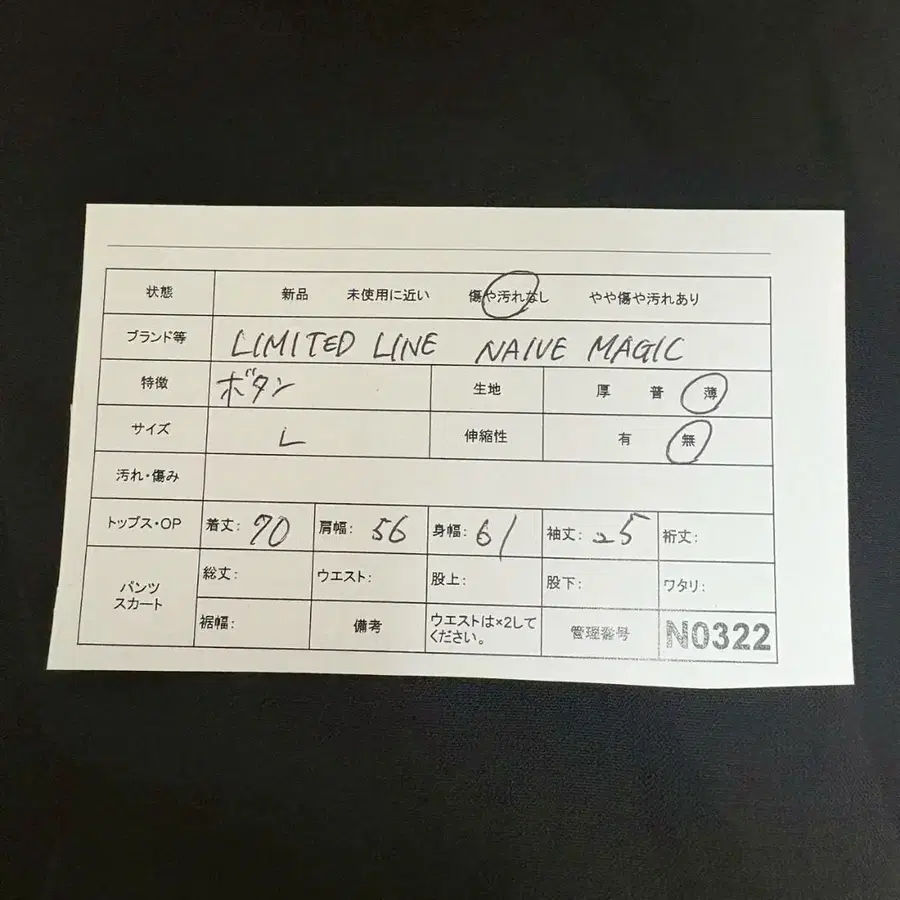 状態 新品 未使用に近い 傷や汚れなし やや傷や汚れあり
ブランド等 LIMITED LINE NAIVE MAGIC
特徴 ボタン 生地 厚 普 薄
サイズ L 伸縮性 有 無
汚れ・傷み
トップス・OP 着丈: 70 肩幅: 56 身幅: 61 袖丈: 25 裄丈:
パンツ
スカート
総丈: ウエスト: 股上: 股下: ワタリ:
裾幅: 備考 ウエストは×2して
ください。
管理番号 N0322